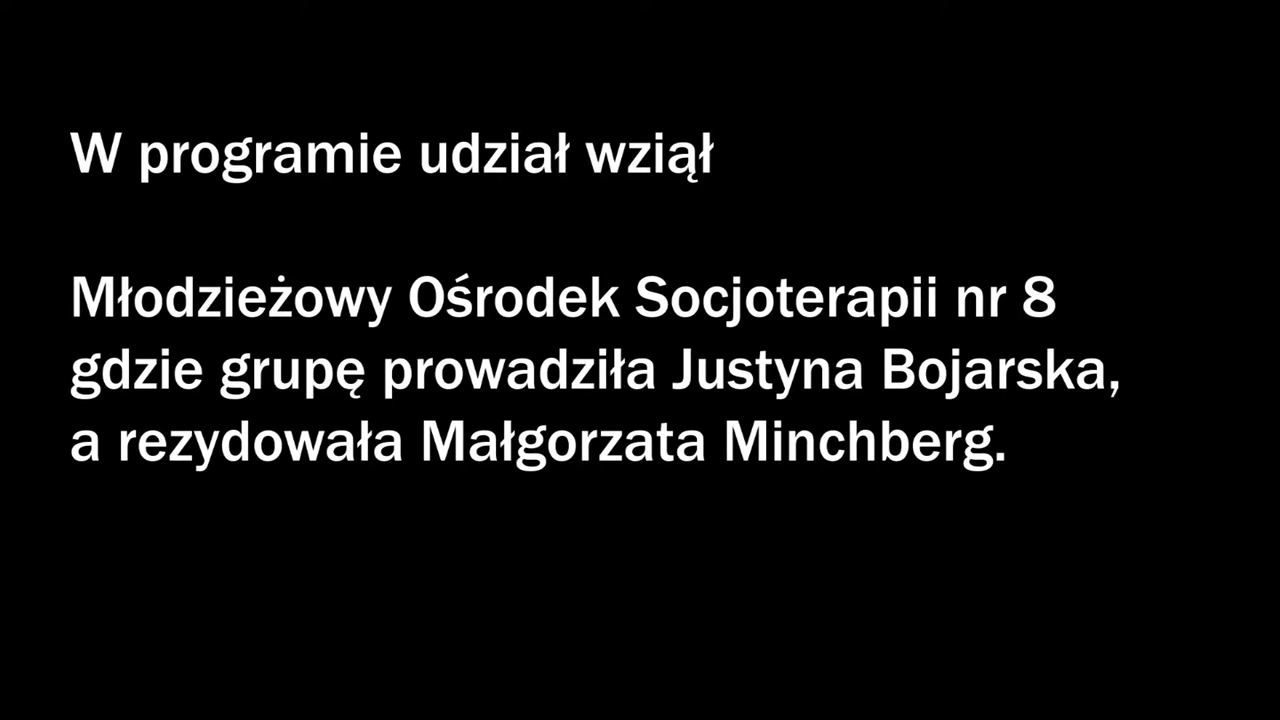 W programie udział wziął
Młodzieżowy Ośrodek Socjoterapii nr 8
gdzie grupę prowadziła Justyna Bojarska,
a rezydowała Małgorzata Minchberg.